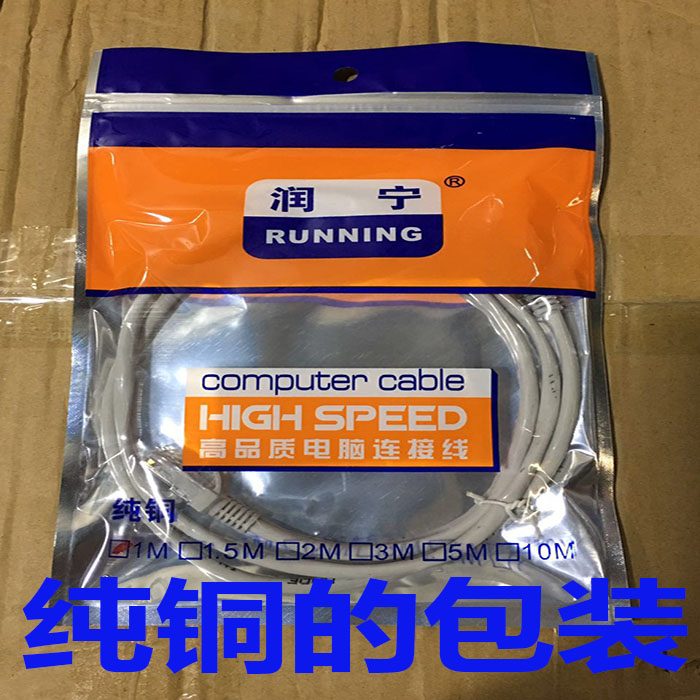 润宁®
RUNNING
computer cable
HIGH SPEED
高品质电脑连接线
纯铜
1M 1.5M 2M 3M 5M 10M
纯铜的包装